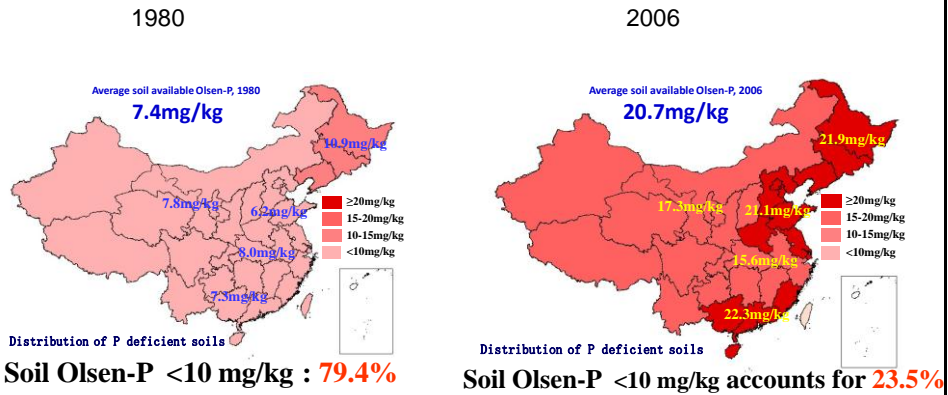 1980
Average soil available Olsen-P, 1980
7.4mg/kg
10.9mg/kg
7.8mg/kg
6.2mg/kg
8.0mg/kg
7.3mg/kg
≥20mg/kg
15-20mg/kg
10-15mg/kg
<10mg/kg
Distribution of P deficient soils
Soil Olsen-P <10 mg/kg : 79.4%
2006
Average soil available Olsen-P, 2006
20.7mg/kg
21.9mg/kg
17.3mg/kg
21.1mg/kg
15.6mg/kg
22.3mg/kg
≥20mg/kg
15-20mg/kg
10-15mg/kg
<10mg/kg
Distribution of P deficient soils
Soil Olsen-P <10 mg/kg accounts for 23.5%